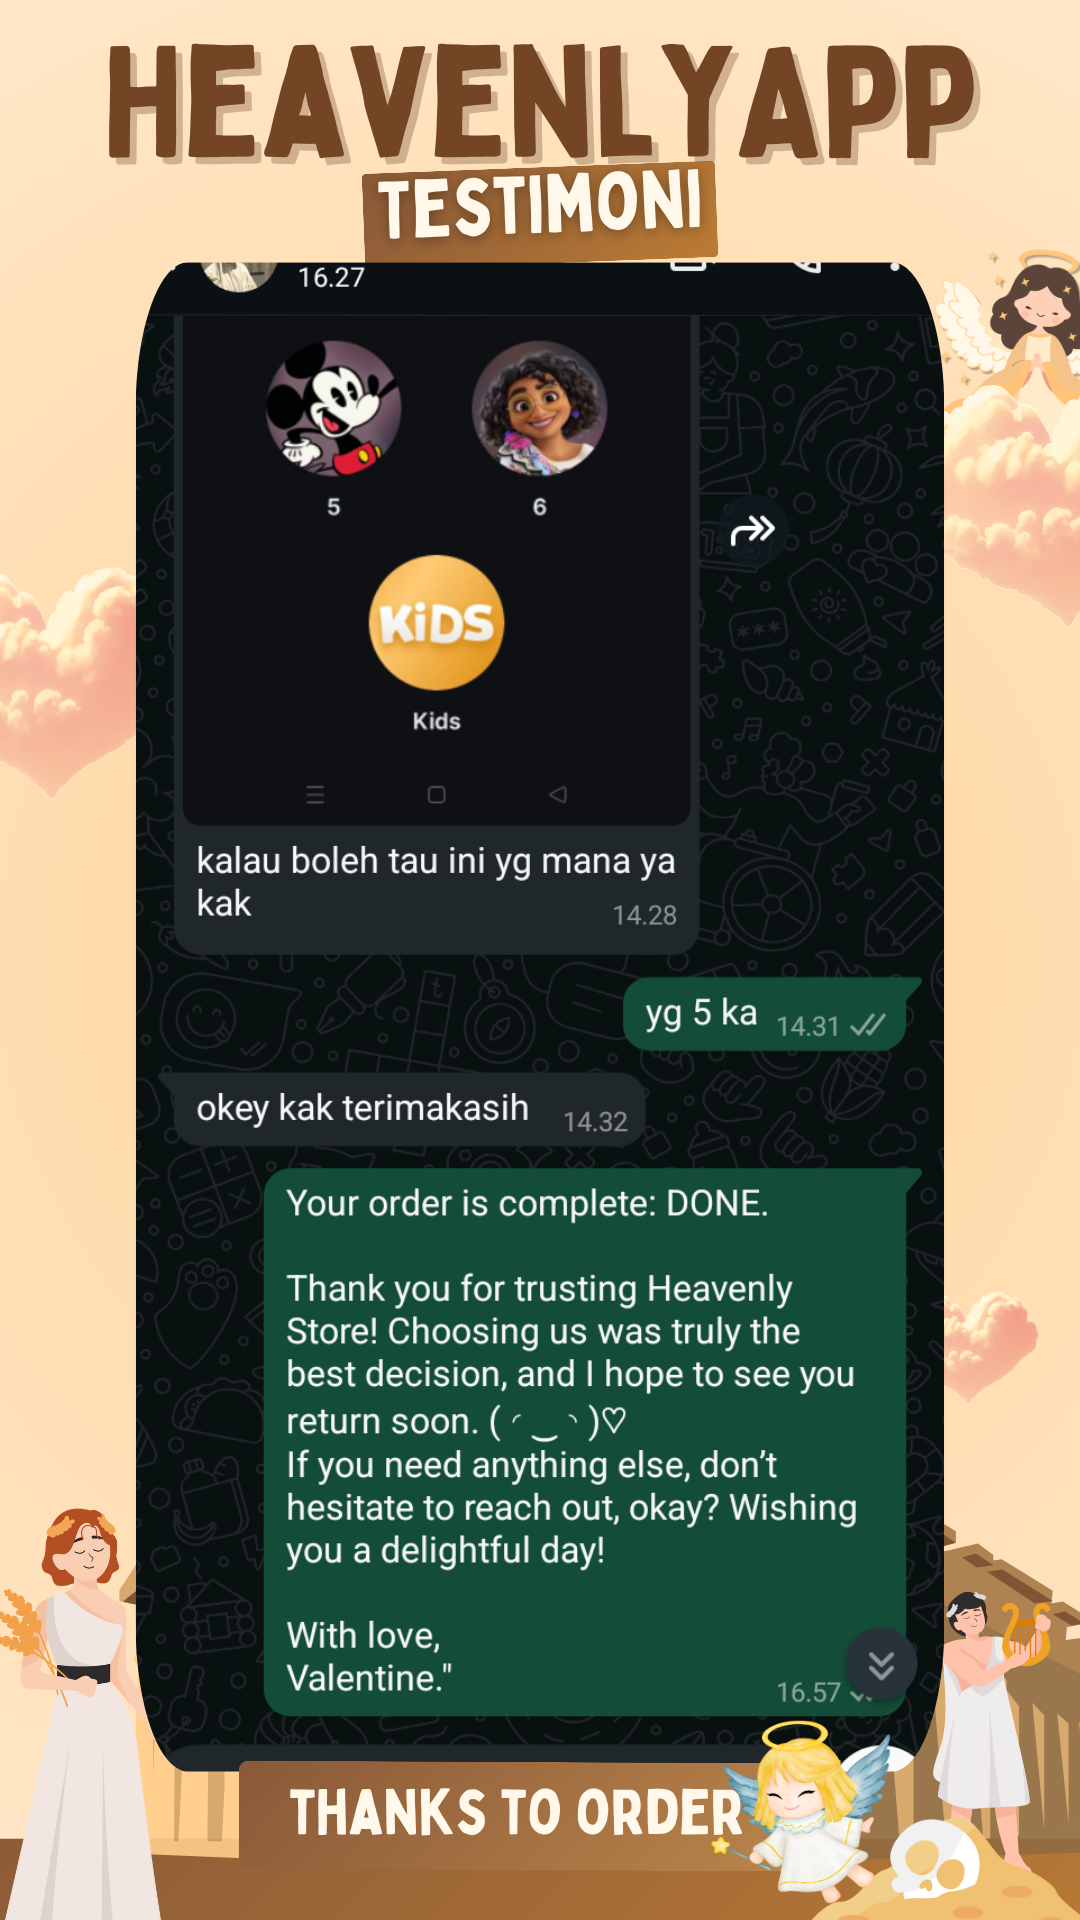 HEAVENLYAPP
TESTIMONI
16.27
5
6
KiDS
Kids
kalau boleh tau ini yg mana ya
kak
14.28
yg 5 ka 14.31
okey kak terimakasih 14.32
Your order is complete: DONE.
Thank you for trusting Heavenly
Store! Choosing us was truly the
best decision, and I hope to see you
return soon. ( ◜‿◝ )♡
If you need anything else, don’t
hesitate to reach out, okay? Wishing
you a delightful day!
With love,
Valentine."
16.57
THANKS TO ORDER